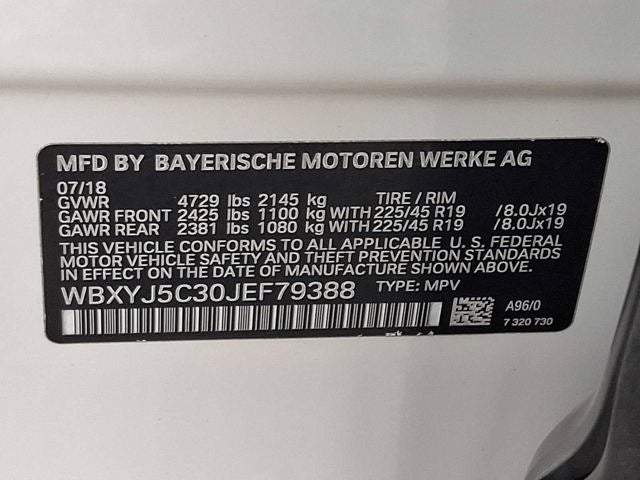 MFD BY BAYERISCHE MOTOREN WERKE AG
07/18
GVWR 4729 lbs 2145 kg TIRE / RIM
GAWR FRONT 2425 lbs 1100 kg WITH 225/45 R19 /8.0Jx19
GAWR REAR 2381 lbs 1080 kg WITH 225/45 R19 /8.0Jx19
THIS VEHICLE CONFORMS TO ALL APPLICABLE U. S. FEDERAL
MOTOR VEHICLE SAFETY AND THEFT PREVENTION STANDARDS
IN EFFECT ON THE DATE OF MANUFACTURE SHOWN ABOVE.
WBXYJ5C30JEF79388 TYPE: MPV
A96/0
7 320 730